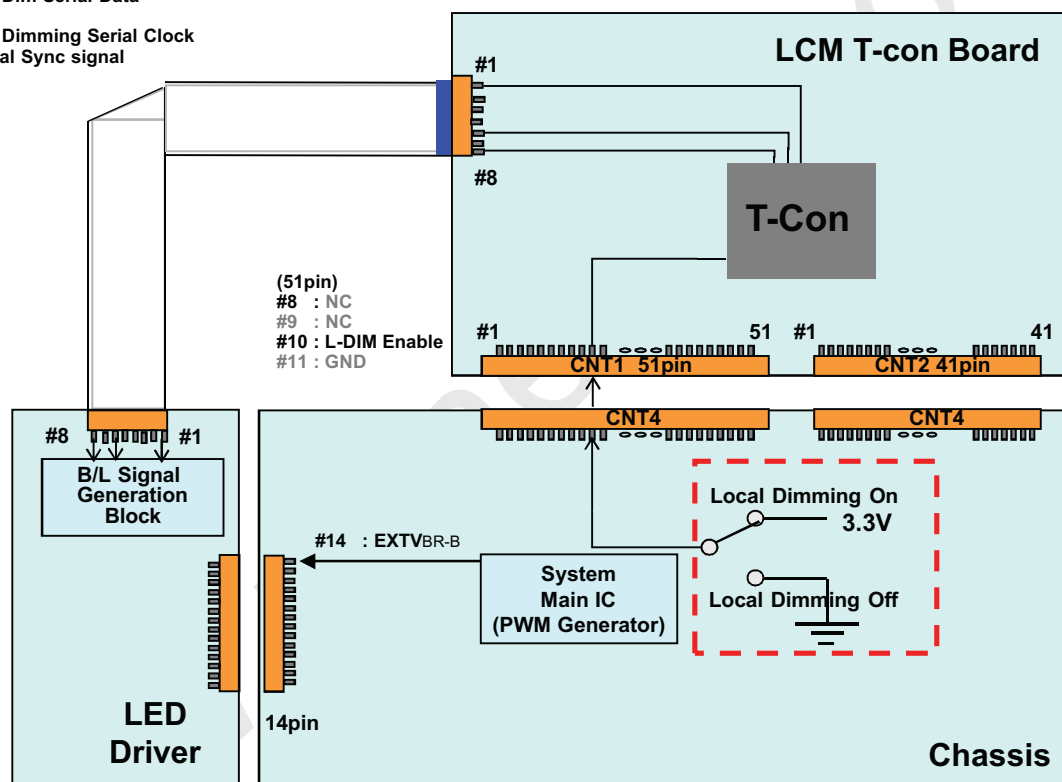 Dimming Serial Clock
al Sync signal
LCM T-con Board
#1
#8
T-Con
(51pin)
#8 : NC
#9 : NC
#10 : L-DIM Enable
#11 : GND
#1
51
#1
41
CNT1 51pin
CNT2 41pin
CNT4
CNT4
#8
#1
B/L Signal
Generation
Block
Local Dimming On
3.3V
#14 : EXTVBR-B
System
Main IC
(PWM Generator)
Local Dimming Off
14pin
LED
Driver
Chassis